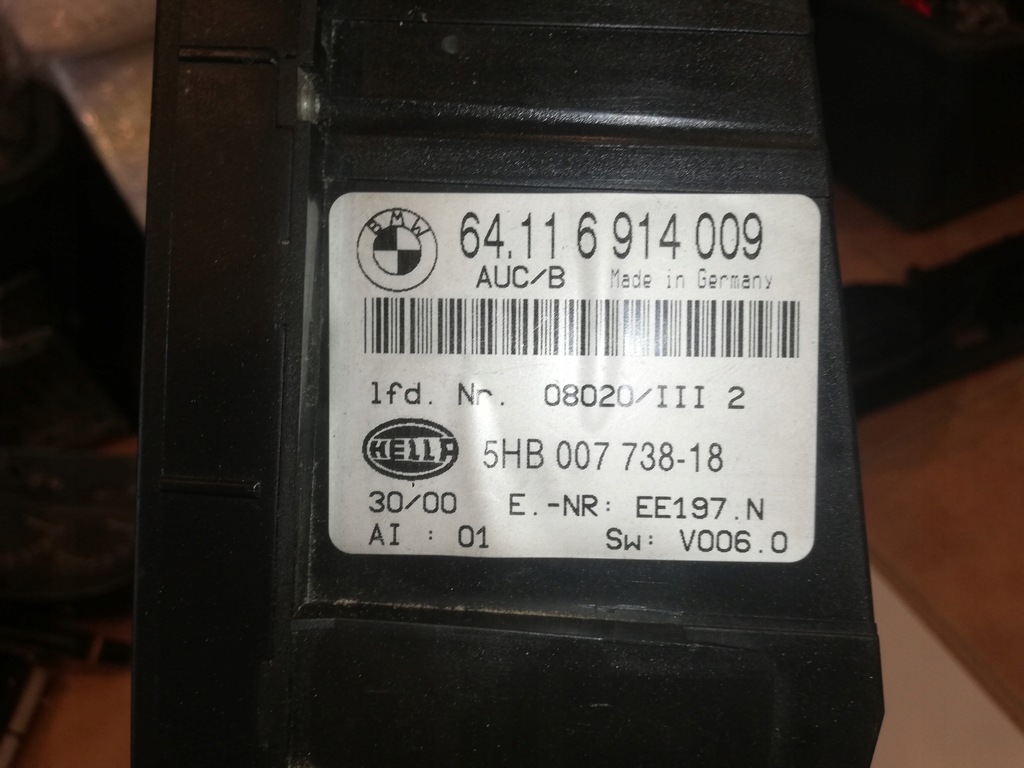 BMW
64.11 6 914 009
AUC/B Made in Germany
lfd. Nr. 08020/III 2
HELLA 5HB 007 738-18
30/00 E.-NR: EE197.N
AI : 01 Sw: V006.0